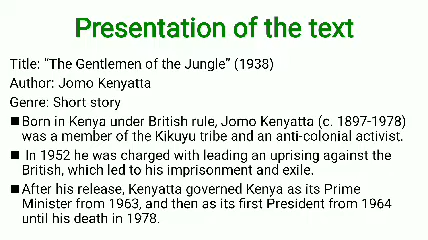 Presentation of the text
Title: “The Gentlemen of the Jungle” (1938)
Author: Jomo Kenyatta
Genre: Short story
■ Born in Kenya under British rule, Jomo Kenyatta (c. 1897-1978)
was a member of the Kikuyu tribe and an anti-colonial activist.
■ In 1952 he was charged with leading an uprising against the
British, which led to his imprisonment and exile.
■ After his release, Kenyatta governed Kenya as its Prime
Minister from 1963, and then as its first President from 1964
until his death in 1978.